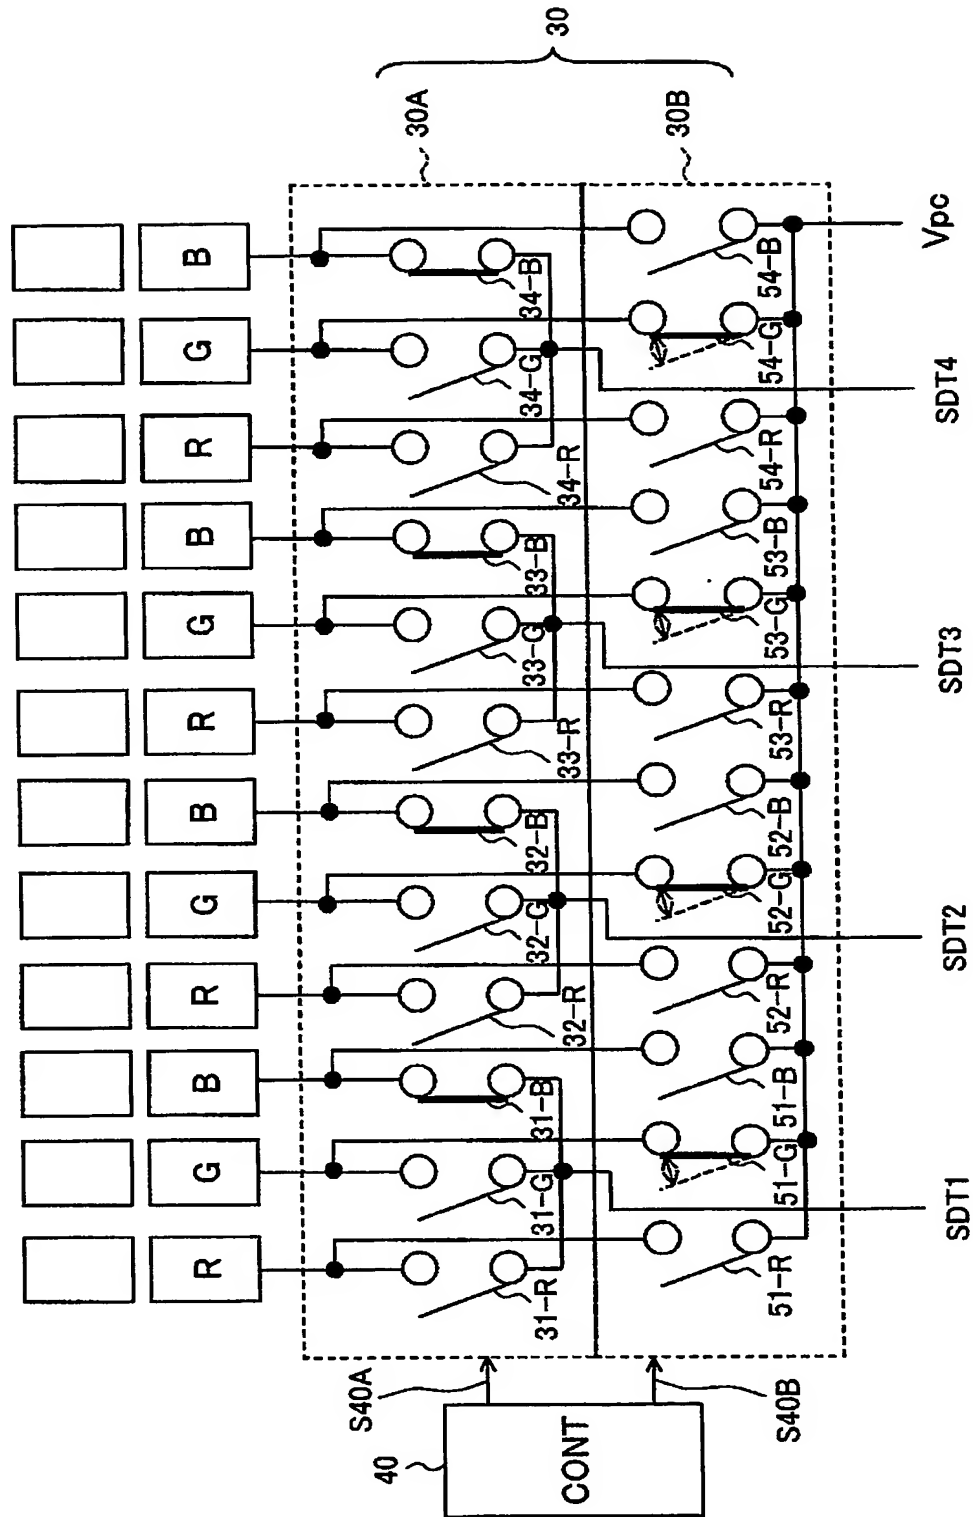 R G B R G B R G B R G B
S40A
40
CONT
S40B
30A
30
30B
31-R 31-G 31-B 32-R 32-G 32-B 33-R 33-G 33-B 34-R 34-G 34-B
51-R 51-G 51-B 52-R 52-G 52-B 53-R 53-G 53-B 54-R 54-G 54-B
SDT1 SDT2 SDT3 SDT4 Vpc